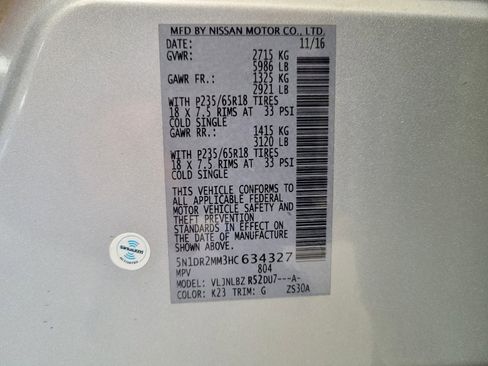 MFD BY NISSAN MOTOR CO., LTD.
DATE: 11/16
GVWR: 2715 KG
5986 LB
GAWR FR.: 1325 KG
2921 LB
WITH P235/65R18 TIRES
18 X 7.5 RIMS AT 33 PSI
COLD SINGLE
GAWR RR.: 1415 KG
3120 LB
WITH P235/65R18 TIRES
18 X 7.5 RIMS AT 33 PSI
COLD SINGLE
THIS VEHICLE CONFORMS TO
ALL APPLICABLE FEDERAL
MOTOR VEHICLE SAFETY AND
THEFT PREVENTION
STANDARDS IN EFFECT ON
THE DATE OF MANUFACTURE
SHOWN ABOVE.
5N1DR2MM3HC634327
MPV 804
MODEL: VLJNLBZ R52DU7---A-
COLOR: K23 TRIM: G ZS30A
SiriusXM